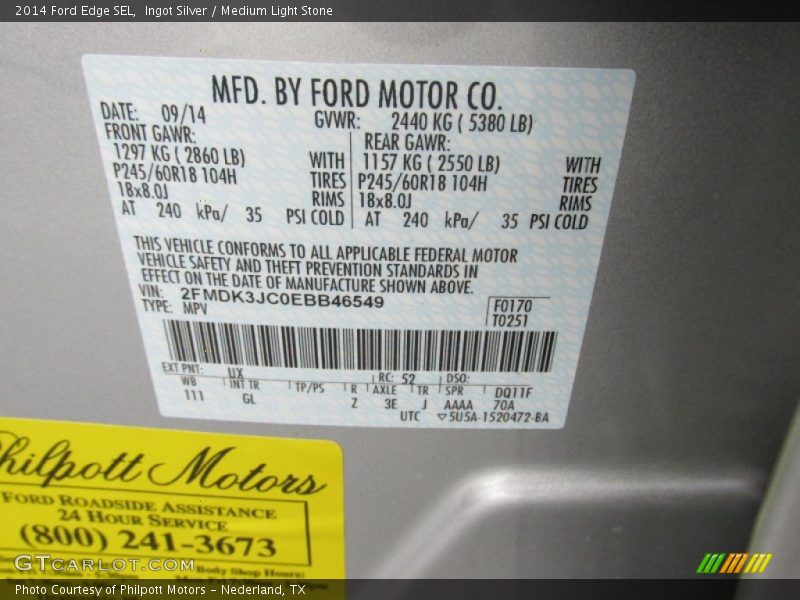 2014 Ford Edge SEL, Ingot Silver / Medium Light Stone
MFD. BY FORD MOTOR CO.
DATE: 09/14 GVWR: 2440 KG ( 5380 LB)
FRONT GAWR: REAR GAWR:
1297 KG ( 2860 LB) WITH 1157 KG ( 2550 LB) WITH
P245/60R18 104H TIRES P245/60R18 104H TIRES
18x8.0J RIMS 18x8.0J RIMS
AT 240 kPa/ 35 PSI COLD AT 240 kPa/ 35 PSI COLD
THIS VEHICLE CONFORMS TO ALL APPLICABLE FEDERAL MOTOR
VEHICLE SAFETY AND THEFT PREVENTION STANDARDS IN
EFFECT ON THE DATE OF MANUFACTURE SHOWN ABOVE.
VIN: 2FMDK3JC0EBB46549
TYPE: MPV
F0170
T0251
EXT PNT: UX RC: 52 DSO:
WB INT TR TP/PS R AXLE TR SPR DQ11F
111 GL Z 3E J AAAA 70A
UTC ▽5U5A-1520472-BA
Philpott Motors
FORD ROADSIDE ASSISTANCE
24 HOUR SERVICE
(800) 241-3673
Body Shop Hours:
GTCARLOT.COM
Photo Courtesy of Philpott Motors - Nederland, TX